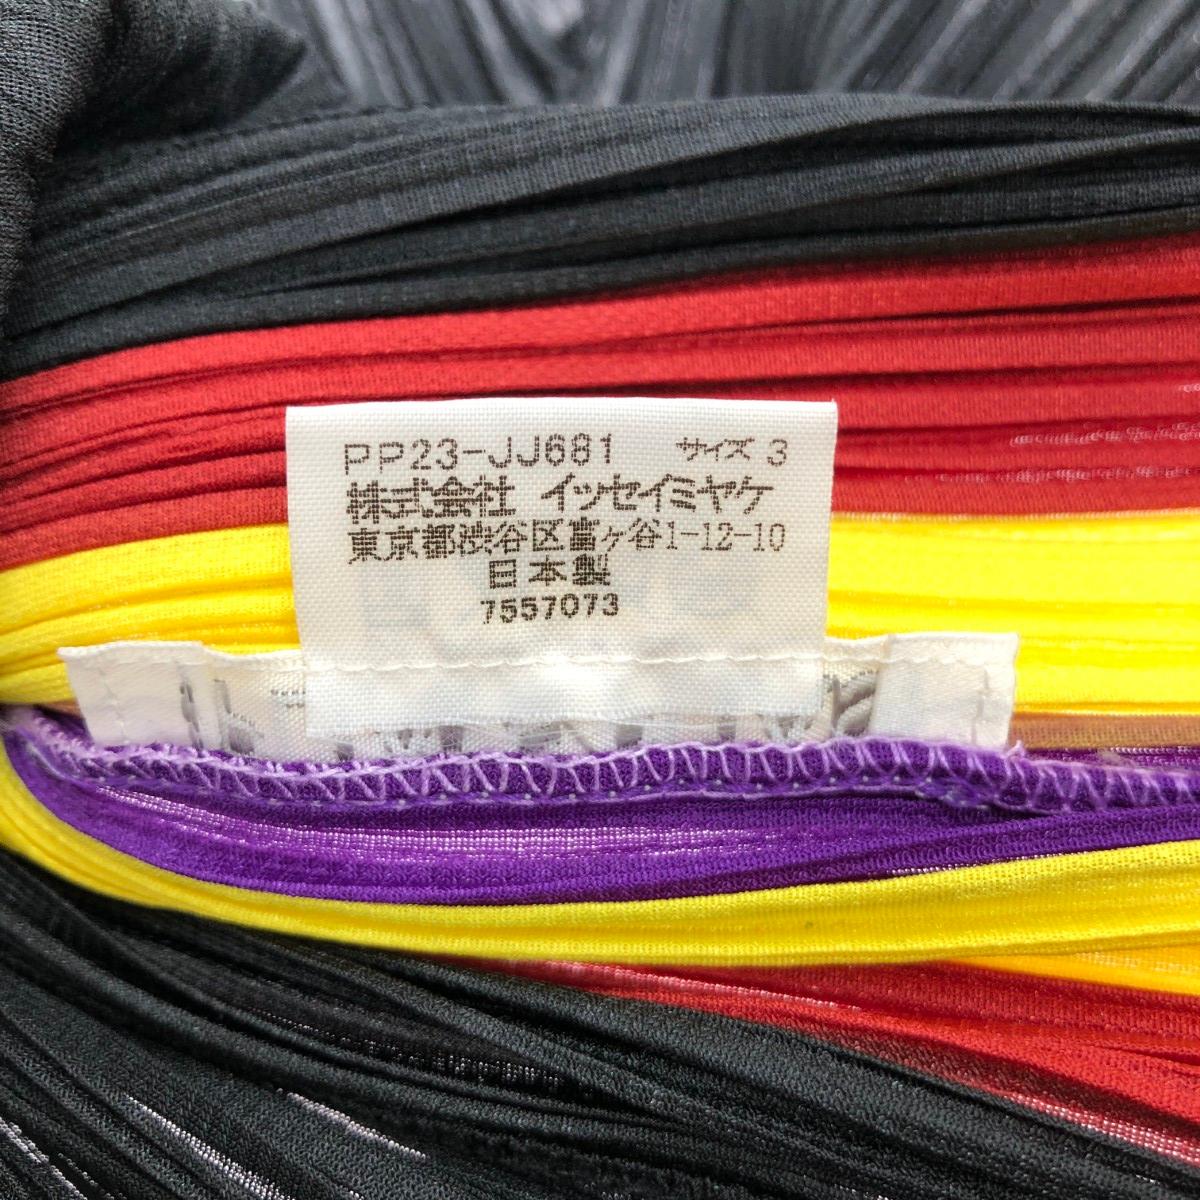 PP23-JJ681 サイズ 3
株式会社 イッセイミヤケ
東京都渋谷区富ヶ谷1-12-10
日本製
7557073